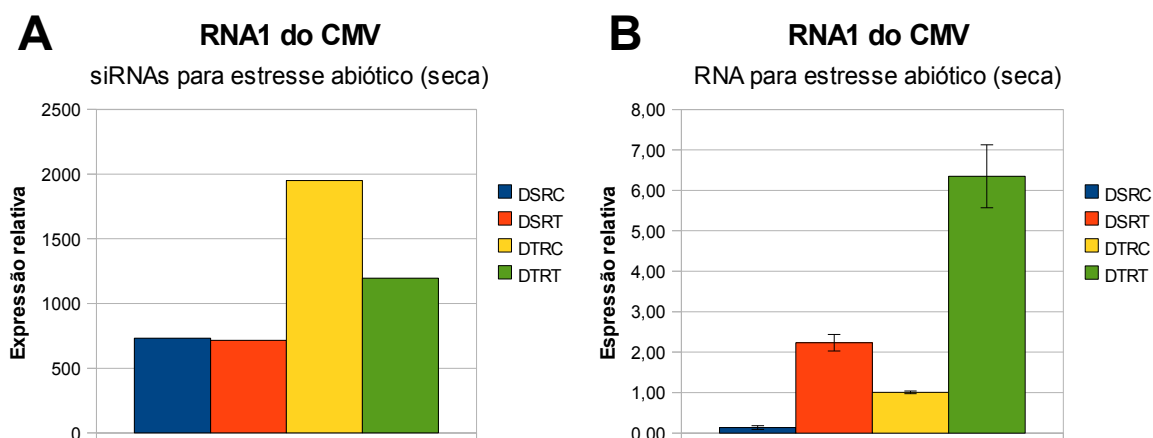 A
RNA1 do CMV
siRNAs para estresse abiótico (seca)
2500
2000
1500
1000
500
0
Expressão relativa
DSRC
DSRT
DTRC
DTRT
B
RNA1 do CMV
RNA para estresse abiótico (seca)
8,00
7,00
6,00
5,00
4,00
3,00
2,00
1,00
0,00
Espressão relativa
DSRC
DSRT
DTRC
DTRT